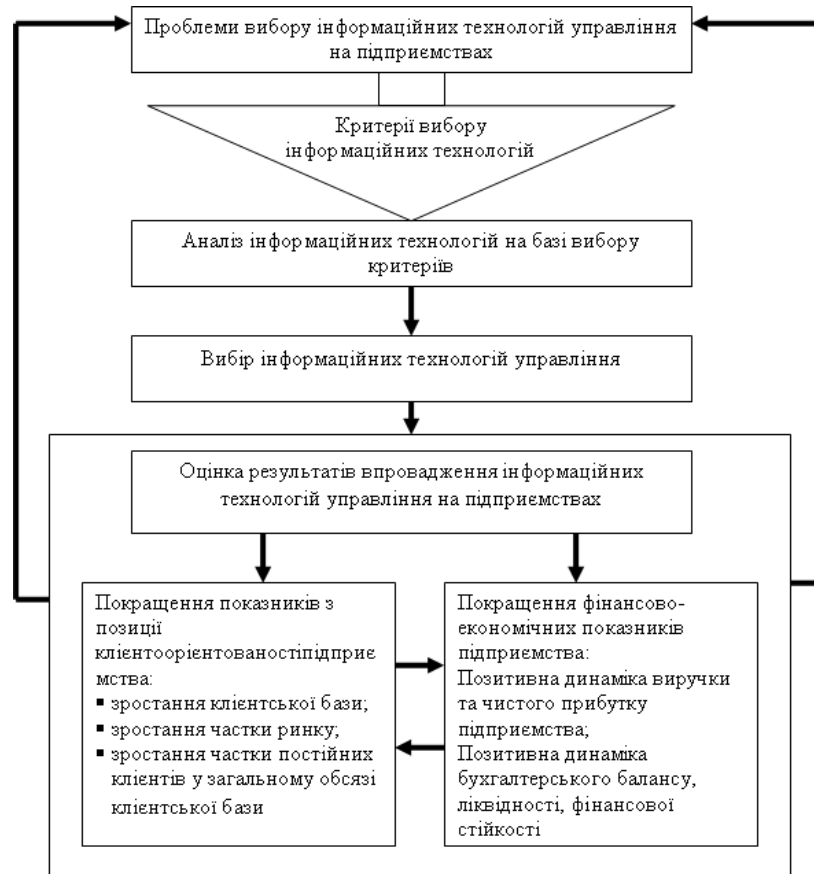 Проблеми вибору інформаційних технологій управління
на підприємствах
Критерії вибору
інформаційних технологій
Аналіз інформаційних технологій на базі вибору
критеріїв
Вибір інформаційних технологій управління
Оцінка результатів впровадження інформаційних
технологій управління на підприємствах
Покращення показників з
позиції
клієнтоорієнтованостіпідприє
мства:
▪ зростання клієнтської бази;
▪ зростання частки ринку;
▪ зростання частки постійних
клієнтів у загальному обсязі
клієнтської бази
Покращення фінансово-
економічних показників
підприємства:
Позитивна динаміка виручки
та чистого прибутку
підприємства;
Позитивна динаміка
бухгалтерського балансу,
ліквідності, фінансової
стійкості